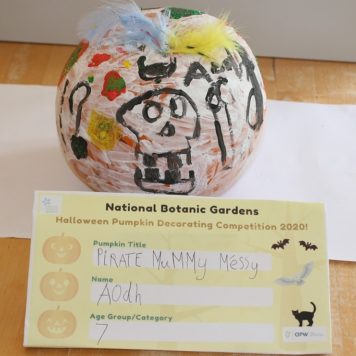 National Botanic Gardens
Halloween Pumpkin Decorating Competition 2020!
Pumpkin Title
PIRATE MuMMy Méssy
Name
AOdh
Age Group/Category
7
OPW